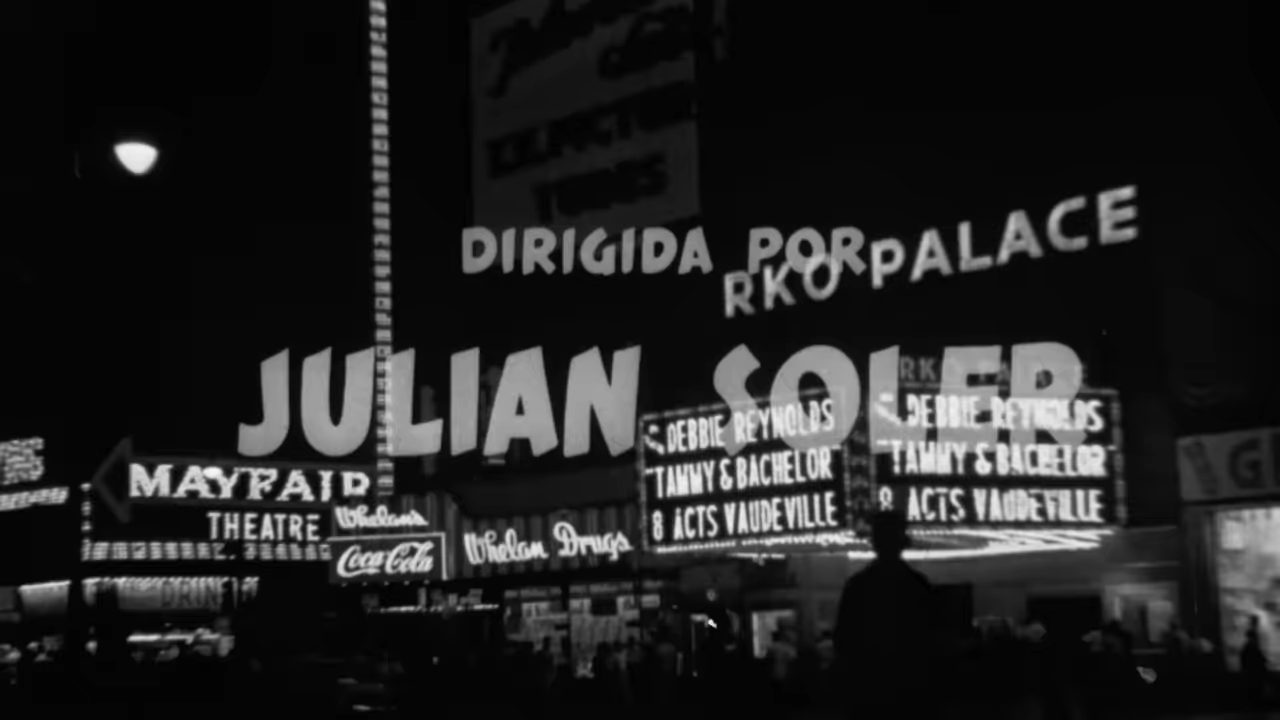 DIRIGIDA POR
JULIAN SOLER
RKO PALACE
DEBBIE REYNOLDS
"TAMMY & BACHELOR"
8 ACTS VAUDEVILLE
DEBBIE REYNOLDS
"TAMMY & BACHELOR"
8 ACTS VAUDEVILLE
MAYFAIR
THEATRE
Whelan's
Coca-Cola
Whelan Drugs